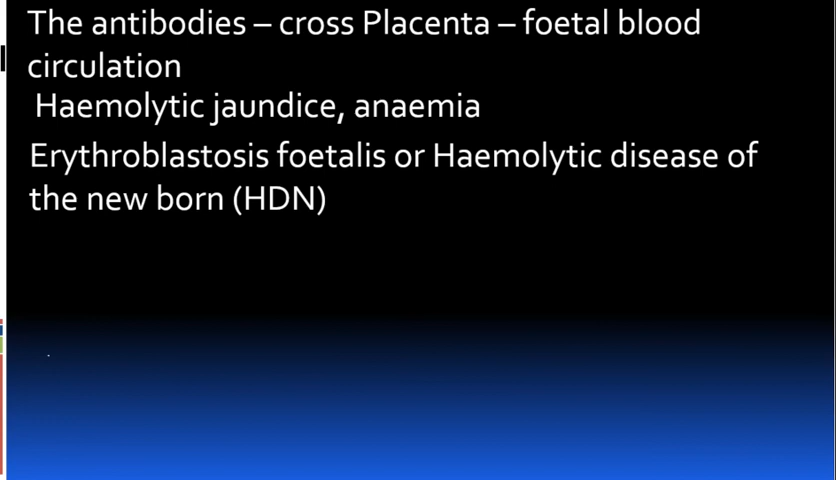 The antibodies – cross Placenta – foetal blood
circulation
Haemolytic jaundice, anaemia
Erythroblastosis foetalis or Haemolytic disease of
the new born (HDN)